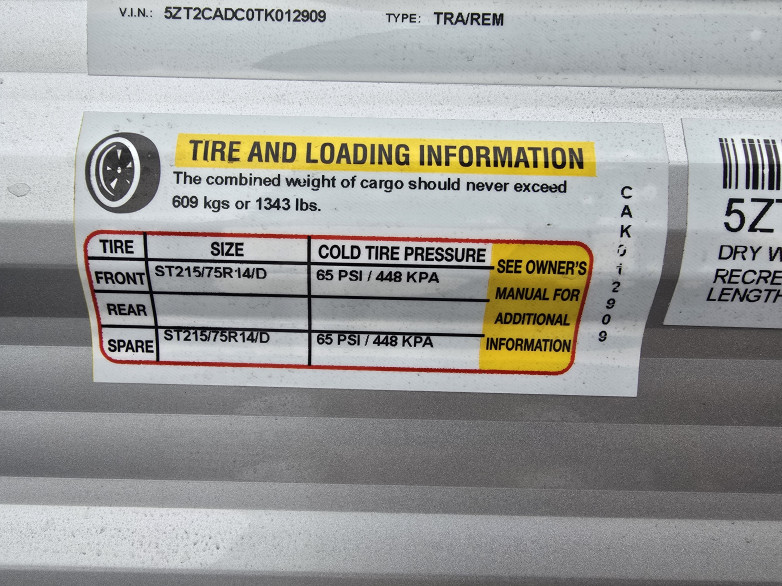 V.I.N.: 5ZT2CADC0TK012909 TYPE: TRA/REM
TIRE AND LOADING INFORMATION
The combined weight of cargo should never exceed
609 kgs or 1343 lbs.
TIRE SIZE COLD TIRE PRESSURE
FRONT ST215/75R14/D 65 PSI / 448 KPA
REAR
SPARE ST215/75R14/D 65 PSI / 448 KPA
SEE OWNER'S
MANUAL FOR
ADDITIONAL
INFORMATION
CAK012909
5ZT
DRY W
RECRE
LENGTH